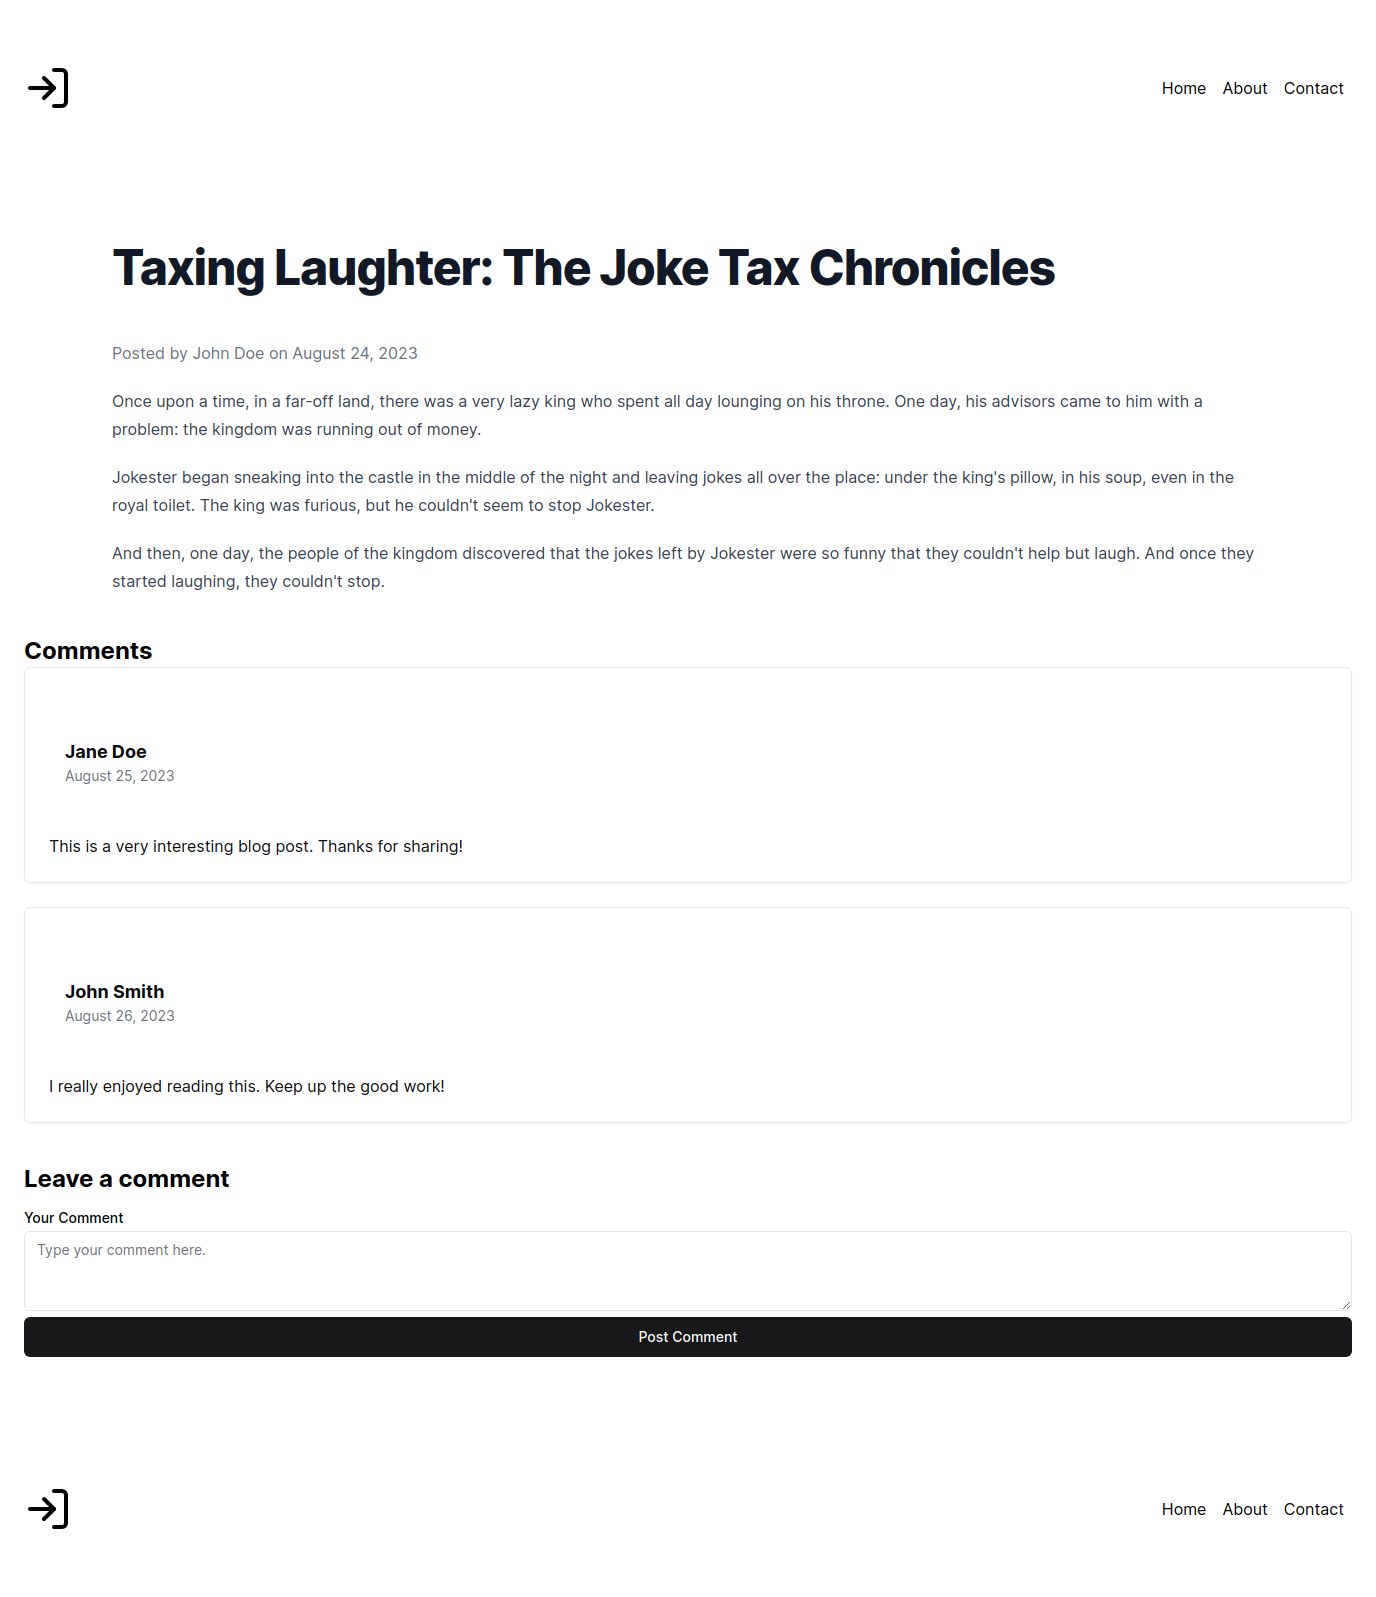 Home About Contact
Taxing Laughter: The Joke Tax Chronicles
Posted by John Doe on August 24, 2023
Once upon a time, in a far-off land, there was a very lazy king who spent all day lounging on his throne. One day, his advisors came to him with a
problem: the kingdom was running out of money.
Jokester began sneaking into the castle in the middle of the night and leaving jokes all over the place: under the king's pillow, in his soup, even in the
royal toilet. The king was furious, but he couldn't seem to stop Jokester.
And then, one day, the people of the kingdom discovered that the jokes left by Jokester were so funny that they couldn't help but laugh. And once they
started laughing, they couldn't stop.
Comments
Jane Doe
August 25, 2023
This is a very interesting blog post. Thanks for sharing!
John Smith
August 26, 2023
I really enjoyed reading this. Keep up the good work!
Leave a comment
Your Comment
Type your comment here.
Post Comment
Home About Contact